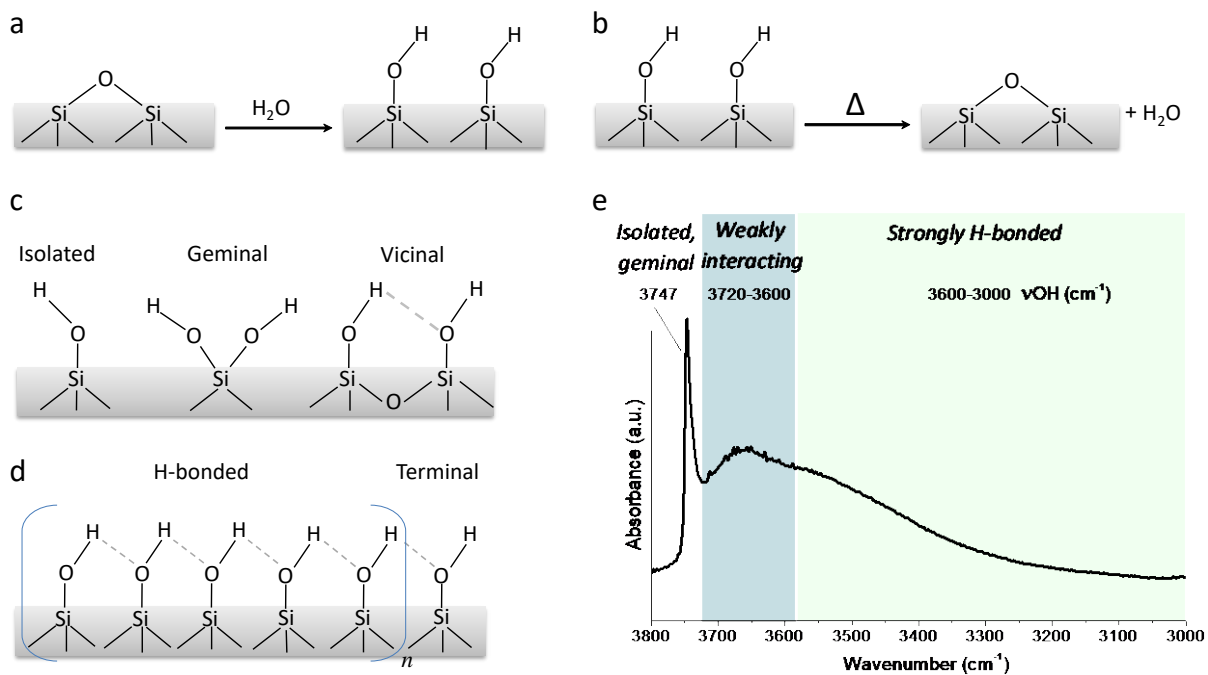 a
H
H
O
O
O
Si Si
H₂O
Si Si
b
H
H
O
O
O
Si Si
Δ
Si Si
+ H₂O
c
Isolated Geminal Vicinal
H
H
H
H
H
O
O
O
O
O
Si Si Si Si
O
d
H-bonded Terminal
H H H H H H
O O O O O O
Si Si Si Si Si Si
n
e
Isolated, geminal
Weakly interacting
Strongly H-bonded
3747 3720-3600 3600-3000 νOH (cm⁻¹)
Absorbance (a.u.)
3800 3700 3600 3500 3400 3300 3200 3100 3000
Wavenumber (cm⁻¹)